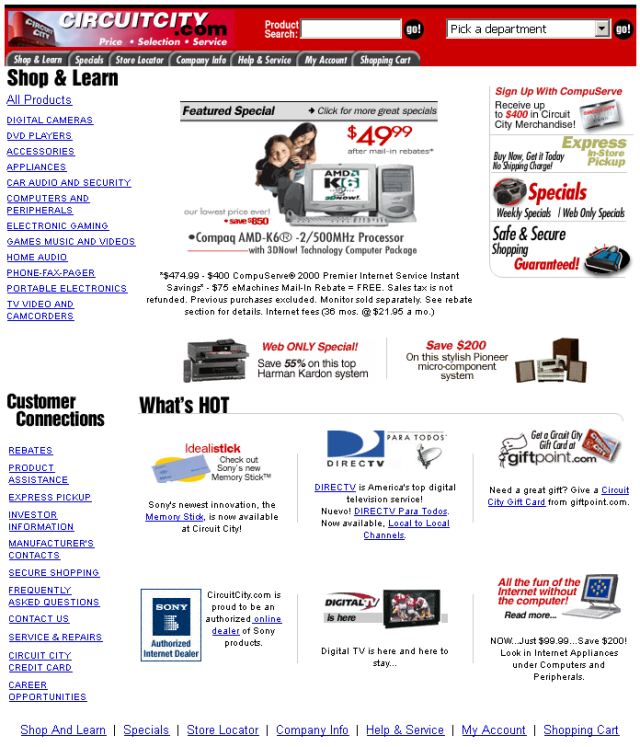 CIRCUIT CITY
CIRCUITCITY.com
Price • Selection • Service
Product Search:
go!
Pick a department
go!
Shop & Learn
Specials
Store Locator
Company Info
Help & Service
My Account
Shopping Cart
Shop & Learn
All Products
DIGITAL CAMERAS
DVD PLAYERS
ACCESSORIES
APPLIANCES
CAR AUDIO AND SECURITY
COMPUTERS AND
PERIPHERALS
ELECTRONIC GAMING
GAMES MUSIC AND VIDEOS
HOME AUDIO
PHONE-FAX-PAGER
PORTABLE ELECTRONICS
TV VIDEO AND
CAMCORDERS
Featured Special
Click for more great specials
$49.99
after mail-in rebates*
AMD
K6
3DNow!
our lowest price ever!
• save $650
•Compaq AMD-K6® -2/500MHz Processor
with 3DNow! Technology Computer Package
*$474.99 - $400 CompuServe® 2000 Premier Internet Service Instant
Savings* - $75 eMachines Mail-In Rebate = FREE. Sales tax is not
refunded. Previous purchases excluded. Monitor sold separately. See rebate
section for details. Internet fees (36 mos. @ $21.95 a mo.)
Sign Up With CompuServe
Receive up
to $400 in Circuit
City Merchandise!
Express
In-Store
Pickup
Buy Now, Get it Today
No Shipping Charge!
Specials
Weekly Specials | Web Only Specials
Safe & Secure
Shopping
Guaranteed!
Web ONLY Special!
Save 55% on this top
Harman Kardon system
Save $200
On this stylish Pioneer
micro-component
system
Customer
Connections
REBATES
PRODUCT
ASSISTANCE
EXPRESS PICKUP
INVESTOR
INFORMATION
MANUFACTURER'S
CONTACTS
SECURE SHOPPING
FREQUENTLY
ASKED QUESTIONS
CONTACT US
SERVICE & REPAIRS
CIRCUIT CITY
CREDIT CARD
CAREER
OPPORTUNITIES
What's HOT
Idealistick
Check out
Sony's new
Memory Stick™
Sony's newest innovation, the
Memory Stick, is now available
at Circuit City!
DIRECTV
PARA TODOS
DIRECTV is America's top digital
television service!
Nuevo! DIRECTV Para Todos.
Now available, Local to Local
Channels.
Get a Circuit City
Gift Card at
giftpoint.com
Need a great gift? Give a Circuit
City Gift Card from giftpoint.com.
SONY
Authorized
Internet Dealer
CircuitCity.com is
proud to be an
authorized online
dealer of Sony
products.
DIGITAL TV
is here
Digital TV is here and here to
stay...
All the fun of the
Internet without
the computer!
Read more...
NOW...Just $99.99...Save $200!
Look in Internet Appliances
under Computers and
Peripherals.
Shop And Learn | Specials | Store Locator | Company Info | Help & Service | My Account | Shopping Cart